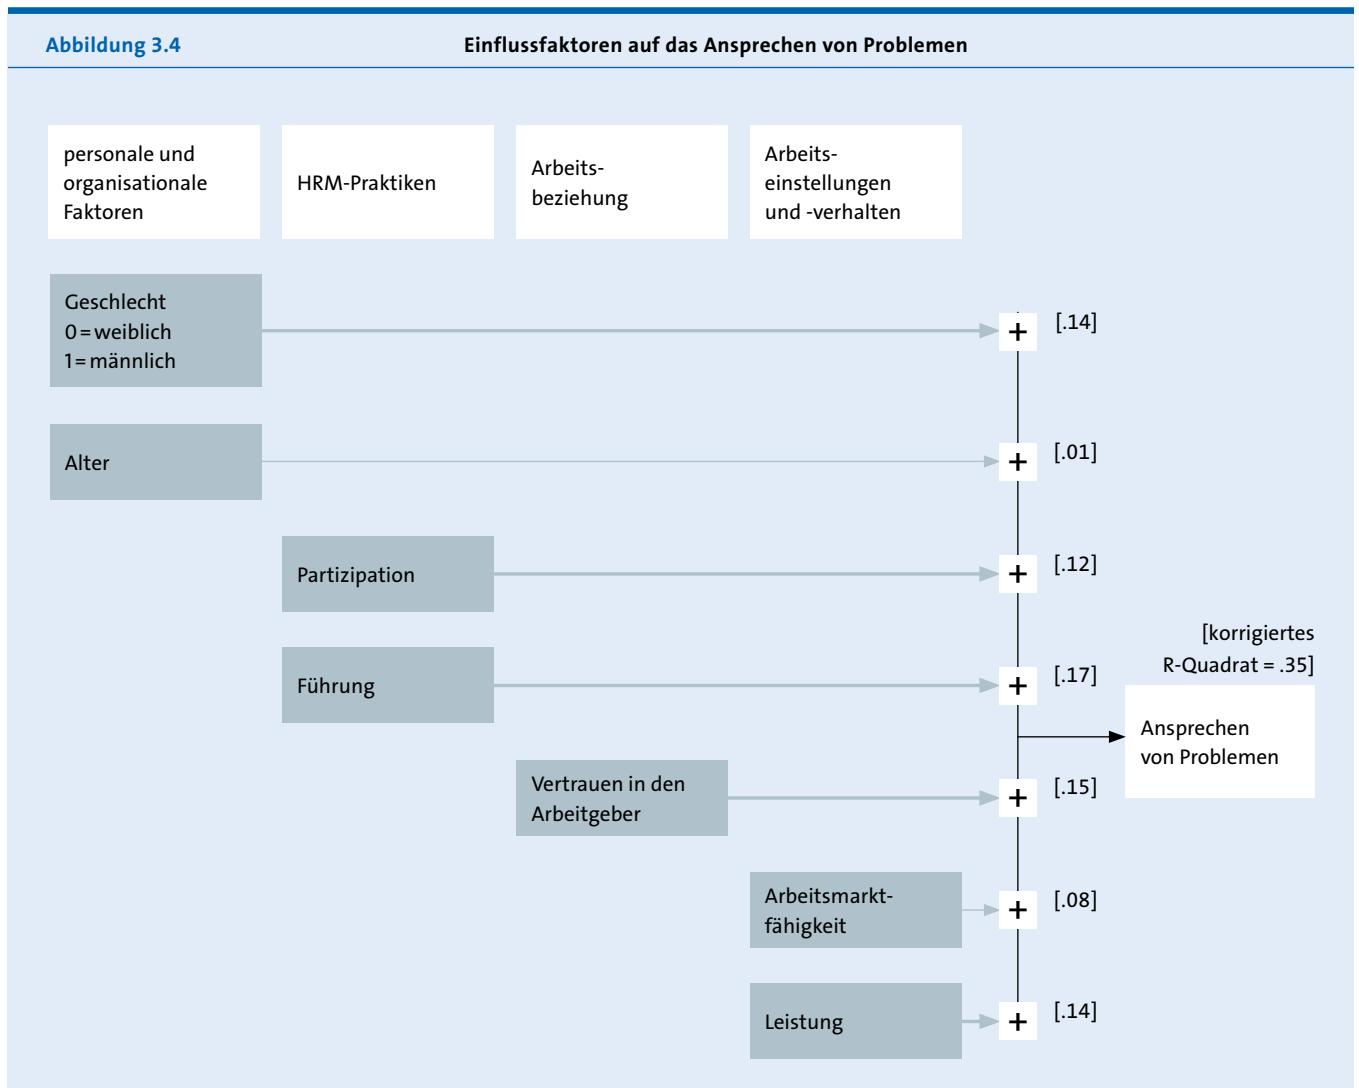 Abbildung 3.4
Einflussfaktoren auf das Ansprechen von Problemen
personale und
organisationale
Faktoren
HRM-Praktiken
Arbeits-
beziehung
Arbeits-
einstellungen
und -verhalten
Geschlecht
0=weiblich
1=männlich
+
[.14]
Alter
+
[.01]
Partizipation
+
[.12]
Führung
+
[.17]
[korrigiertes
R-Quadrat = .35]
Ansprechen
von Problemen
Vertrauen in den
Arbeitgeber
+
[.15]
Arbeitsmarkt-
fähigkeit
+
[.08]
Leistung
+
[.14]